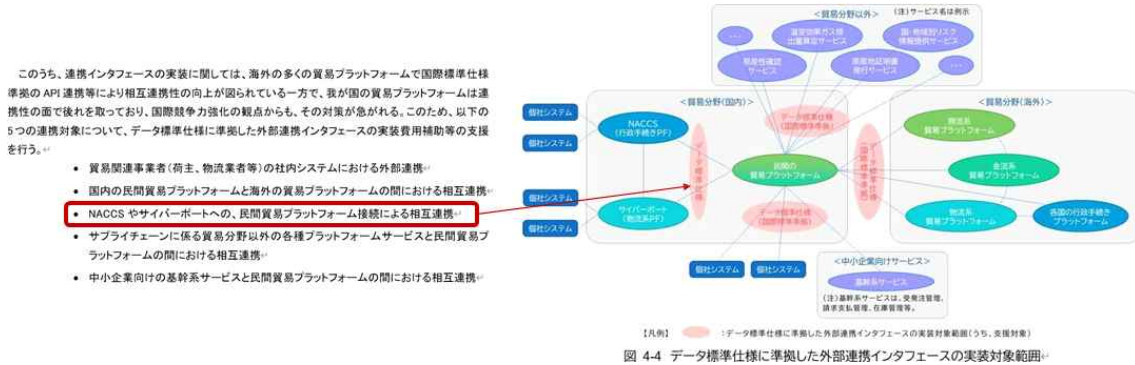 このうち、連携インタフェースの実装に関しては、海外の多くの貿易プラットフォームで国際標準仕様
準拠の API 連携等により相互連携性の向上が図られている一方で、我が国の貿易プラットフォームは連
携性の面で後れを取っており、国際競争力強化の観点からも、その対策が急がれる。このため、以下の
5つの連携対象について、データ標準仕様に準拠した外部連携インタフェースの実装費用補助等の支援
を行う。↵
• 貿易関連事業者(荷主、物流業者等)の社内システムにおける外部連携↵
• 国内の民間貿易プラットフォームと海外の貿易プラットフォームの間における相互連携↵
• NACCS やサイバーポートへの、民間貿易プラットフォーム接続による相互連携↵
• サプライチェーンに係る貿易分野以外の各種プラットフォームサービスと民間貿易プ
ラットフォームの間における相互連携↵
• 中小企業向けの基幹系サービスと民間貿易プラットフォームの間における相互連携↵
<貿易分野以外>
(注)サービス名は例示
...
温室効果ガス排
出量算定サービス
国・地域別リスク
情報提供サービス
原産性確認
サービス
原産地証明書
発行サービス
...
<貿易分野(国内)>
個社システム
個社システム
個社システム
個社システム
NACCS
(行政手続きPF)
サイバーポート
(物流系PF)
データ標準仕様
データ標準仕様
(国際標準準拠)
民間の
貿易プラットフォーム
データ標準仕様
(国際標準準拠)
データ標準仕様
(国際標準準拠)
<貿易分野(海外)>
物流系
貿易プラットフォーム
金流系
貿易プラットフォーム
物流系
貿易プラットフォーム
各国の行政手続き
プラットフォーム
個社システム
個社システム
<中小企業向けサービス>
基幹系サービス
(注)基幹系サービスは、受発注管理、
請求支払管理、在庫管理等。
【凡例】 :データ標準仕様に準拠した外部連携インタフェースの実装対象範囲(うち、支援対象)
図 4-4 データ標準仕様に準拠した外部連携インタフェースの実装対象範囲↵